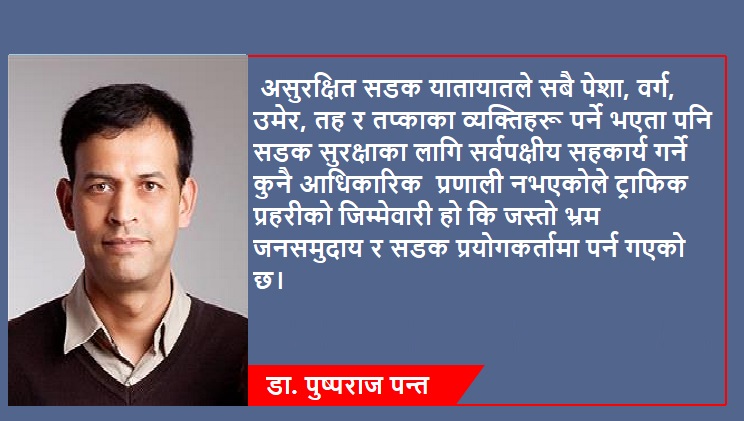 असुरक्षित सडक यातायातले सबै पेशा, वर्ग,
उमेर, तह र तप्काका व्यक्तिहरू पर्ने भएता पनि
सडक सुरक्षाका लागि सर्वपक्षीय सहकार्य गर्ने
कुनै आधिकारिक प्रणाली नभएकोले ट्राफिक
प्रहरीको जिम्मेवारी हो कि जस्तो भ्रम
जनसमुदाय र सडक प्रयोगकर्तामा पर्न गएको
छ।
डा. पुष्पराज पन्त